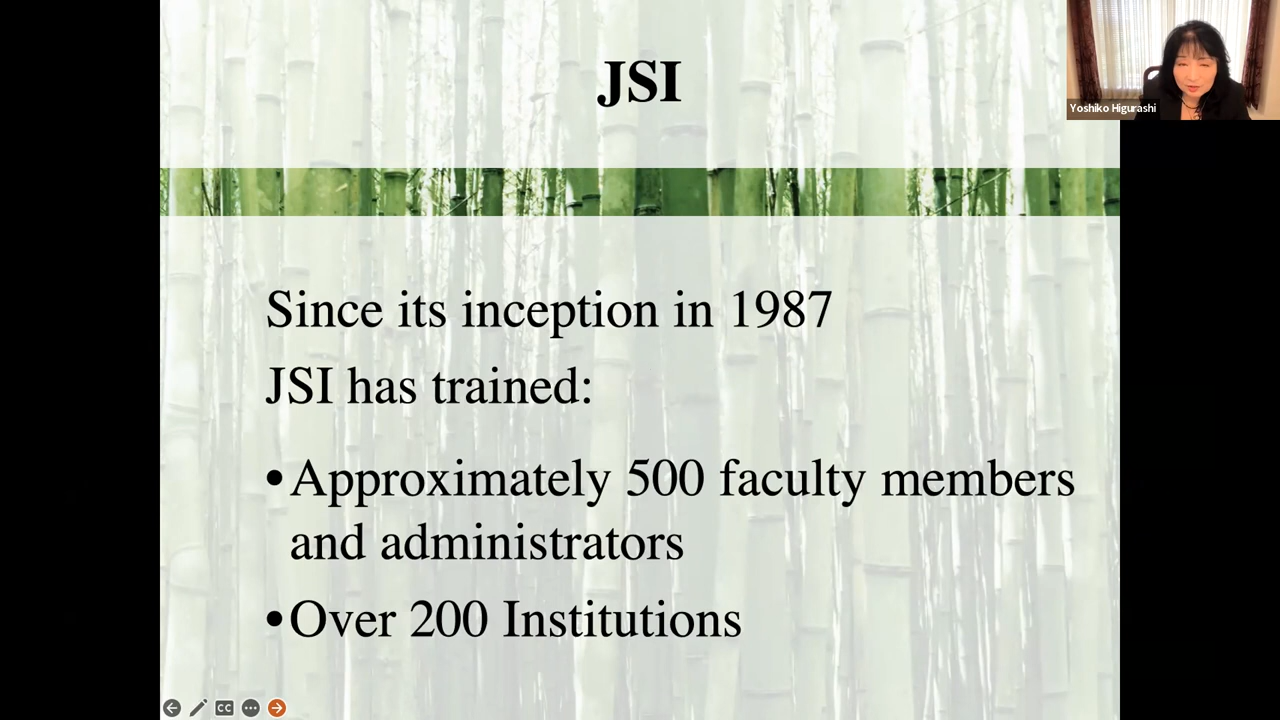 JSI
Yoshiko Higurashi
Since its inception in 1987
JSI has trained:
•Approximately 500 faculty members
and administrators
•Over 200 Institutions
CC